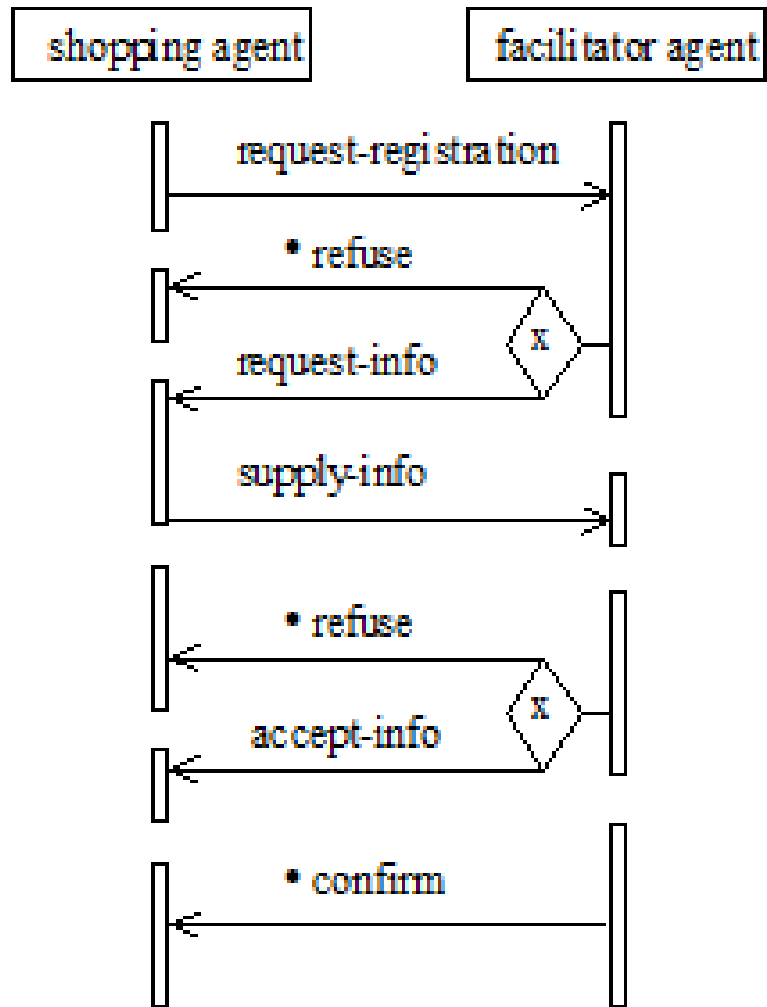 shopping agent
facilitator agent
request-registration
* refuse
x
request-info
supply-info
* refuse
x
accept-info
* confirm